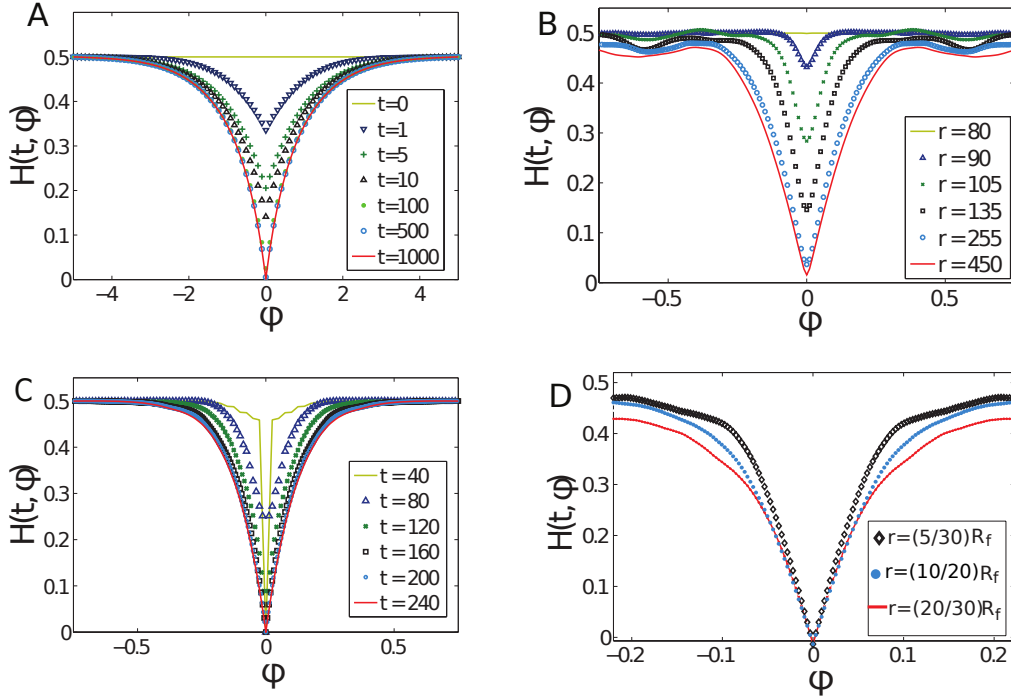 A
H(t,φ)
0.5
0.4
0.3
0.2
0.1
0
t=0
t=1
t=5
t=10
t=100
t=500
t=1000
−4 −2 0 2 4
φ
B
H(t,φ)
0.5
0.4
0.3
0.2
0.1
0
r=80
r=90
r=105
r=135
r=255
r=450
−0.5 0 0.5
φ
C
H(t,φ)
0.5
0.4
0.3
0.2
0.1
0
t=40
t=80
t=120
t=160
t=200
t=240
−0.5 0 0.5
φ
D
H(t,φ)
0.5
0.4
0.3
0.2
0.1
0
r=(5/30)Rf
r=(10/20)Rf
r=(20/30)Rf
−0.2 −0.1 0 0.1 0.2
φ